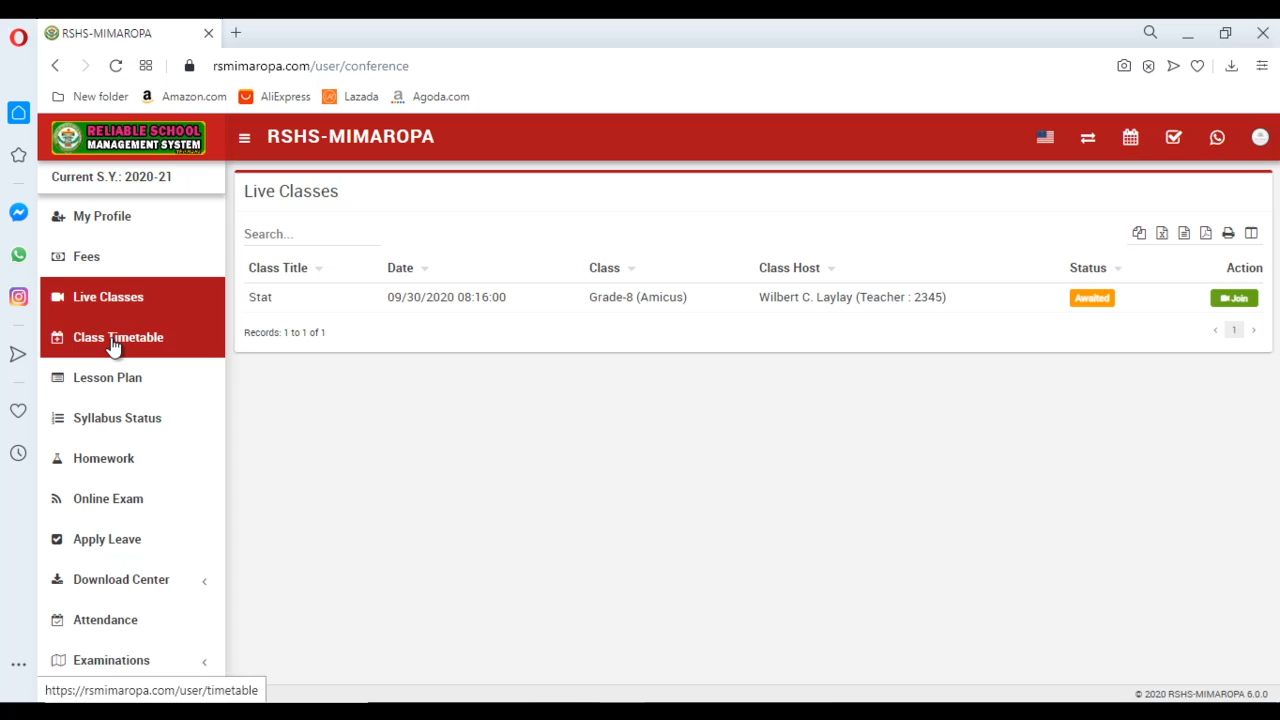 RSHS-MIMAROPA
rsmimaropa.com/user/conference
New folder
a Amazon.com
AliExpress
Lazada
a Agoda.com
RELIABLE SCHOOL
MANAGEMENT SYSTEM
RSHS-MIMAROPA
Current S.Y.: 2020-21
My Profile
Fees
Live Classes
Class Timetable
Lesson Plan
Syllabus Status
Homework
Online Exam
Apply Leave
Download Center
Attendance
Examinations
Live Classes
Search...
Class Title Date Class Class Host Status Action
Stat 09/30/2020 08:16:00 Grade-8 (Amicus) Wilbert C. Laylay (Teacher : 2345) Awaited Join
Records: 1 to 1 of 1
1
https://rsmimaropa.com/user/timetable
© 2020 RSHS-MIMAROPA 6.0.0